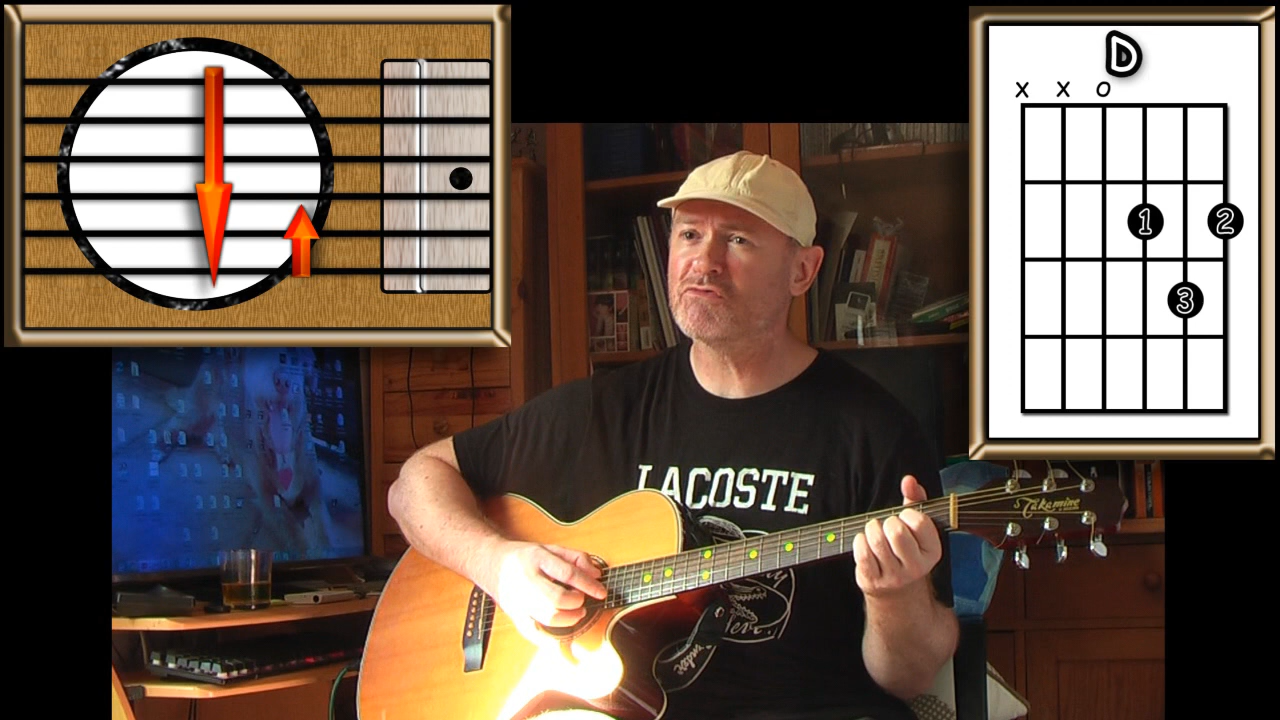 D
X X O
1 2
3
LACOSTE
Takamine